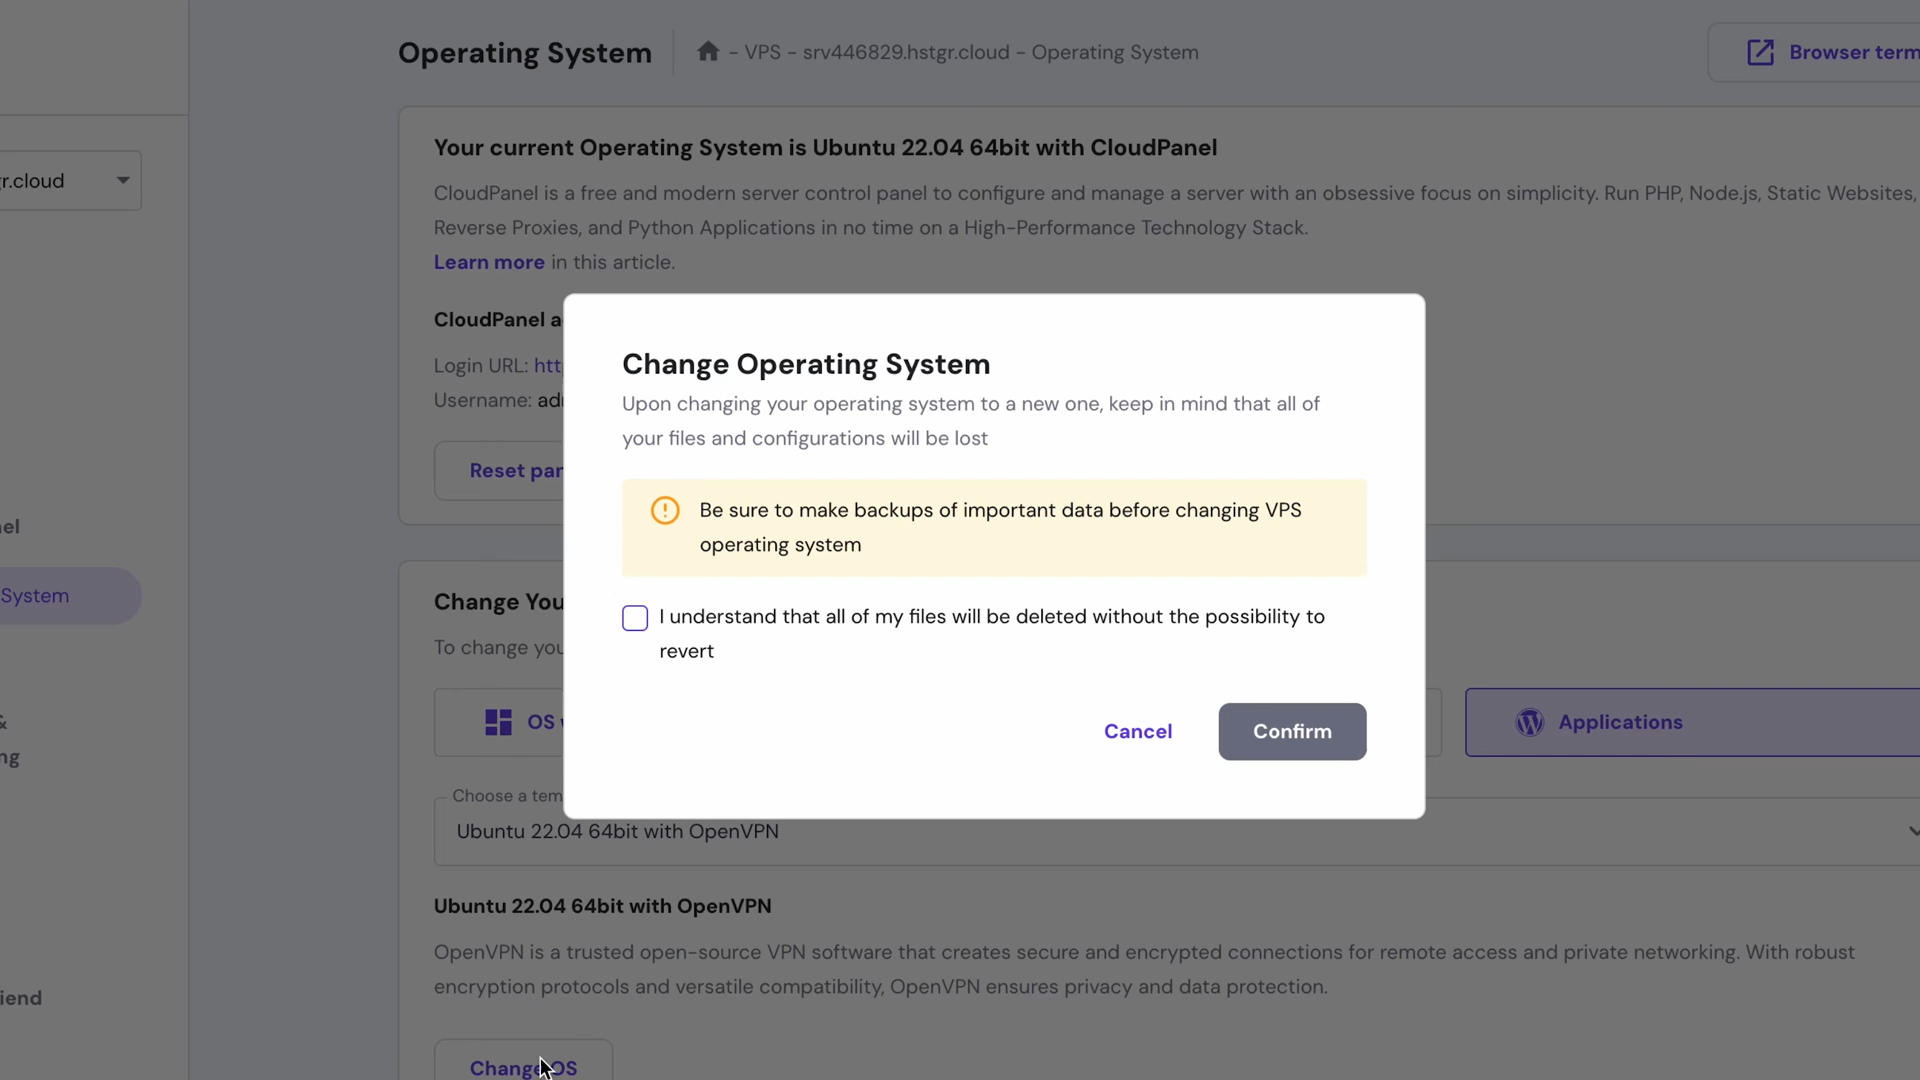 Operating System
- VPS - srv446829.hstgr.cloud - Operating System
Browser term
r.cloud
Your current Operating System is Ubuntu 22.04 64bit with CloudPanel
CloudPanel is a free and modern server control panel to configure and manage a server with an obsessive focus on simplicity. Run PHP, Node.js, Static Websites,
Reverse Proxies, and Python Applications in no time on a High-Performance Technology Stack.
Learn more in this article.
CloudPanel a
Login URL: htt
Username: ad
Reset par
Change Operating System
Upon changing your operating system to a new one, keep in mind that all of
your files and configurations will be lost
Be sure to make backups of important data before changing VPS
operating system
I understand that all of my files will be deleted without the possibility to
revert
Cancel
Confirm
el
System
&
ng
iend
Change You
To change you
OS
Applications
Choose a tem
Ubuntu 22.04 64bit with OpenVPN
Ubuntu 22.04 64bit with OpenVPN
OpenVPN is a trusted open-source VPN software that creates secure and encrypted connections for remote access and private networking. With robust
encryption protocols and versatile compatibility, OpenVPN ensures privacy and data protection.
Change OS